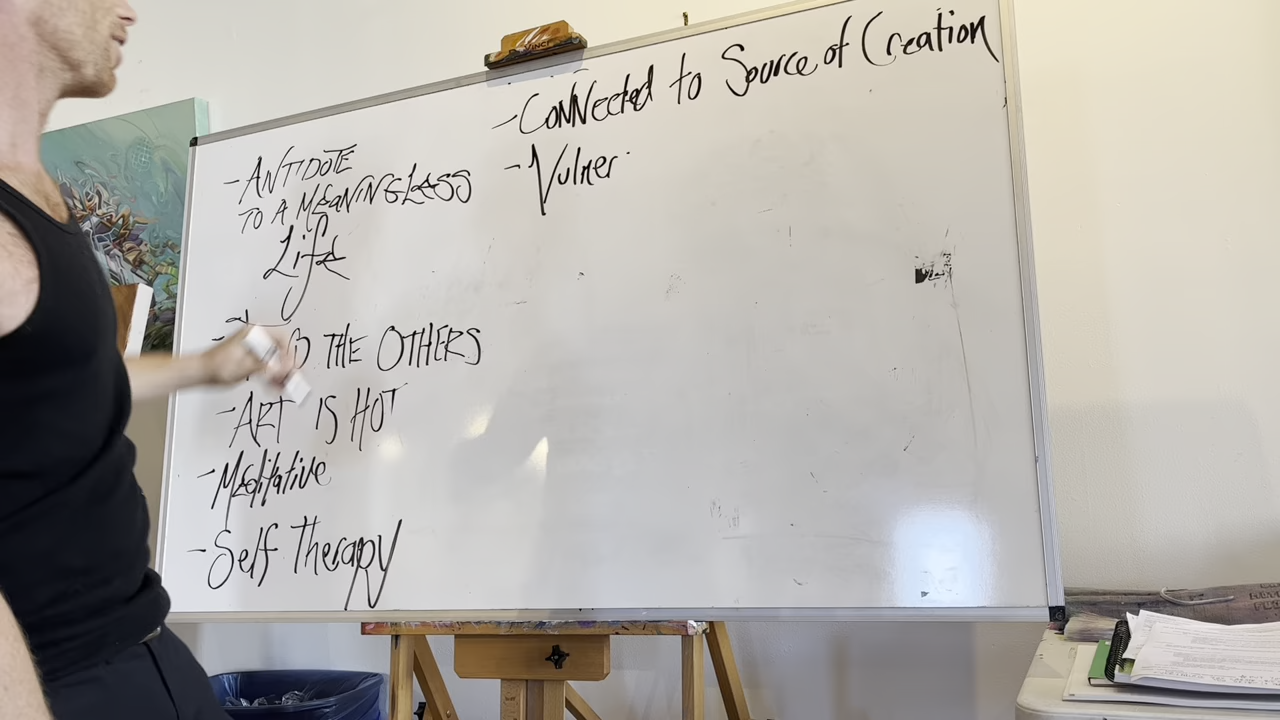 - ANTIDOTE
TO A MEANINGLESS
Life
THE OTHERS
- ART IS HOT
- Meditative
- Self Therapy
- CONNected to Source of Creation
- Vulner